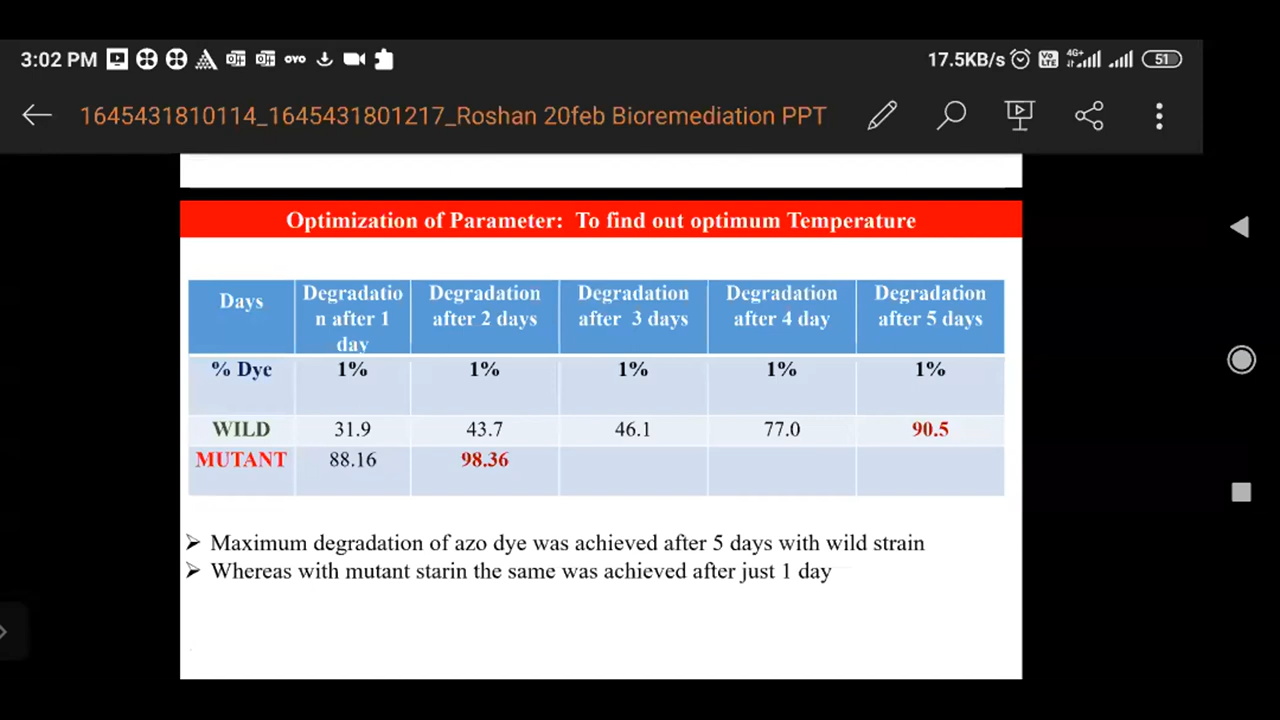 3:02 PM
17.5KB/s
4G+
51
1645431810114_1645431801217_Roshan 20feb Bioremediation PPT
Optimization of Parameter: To find out optimum Temperature
Days Degradatio Degradation Degradation Degradation Degradation
n after 1 after 2 days after 3 days after 4 day after 5 days
day
% Dye 1% 1% 1% 1% 1%
WILD 31.9 43.7 46.1 77.0 90.5
MUTANT 88.16 98.36
Maximum degradation of azo dye was achieved after 5 days with wild strain
Whereas with mutant starin the same was achieved after just 1 day